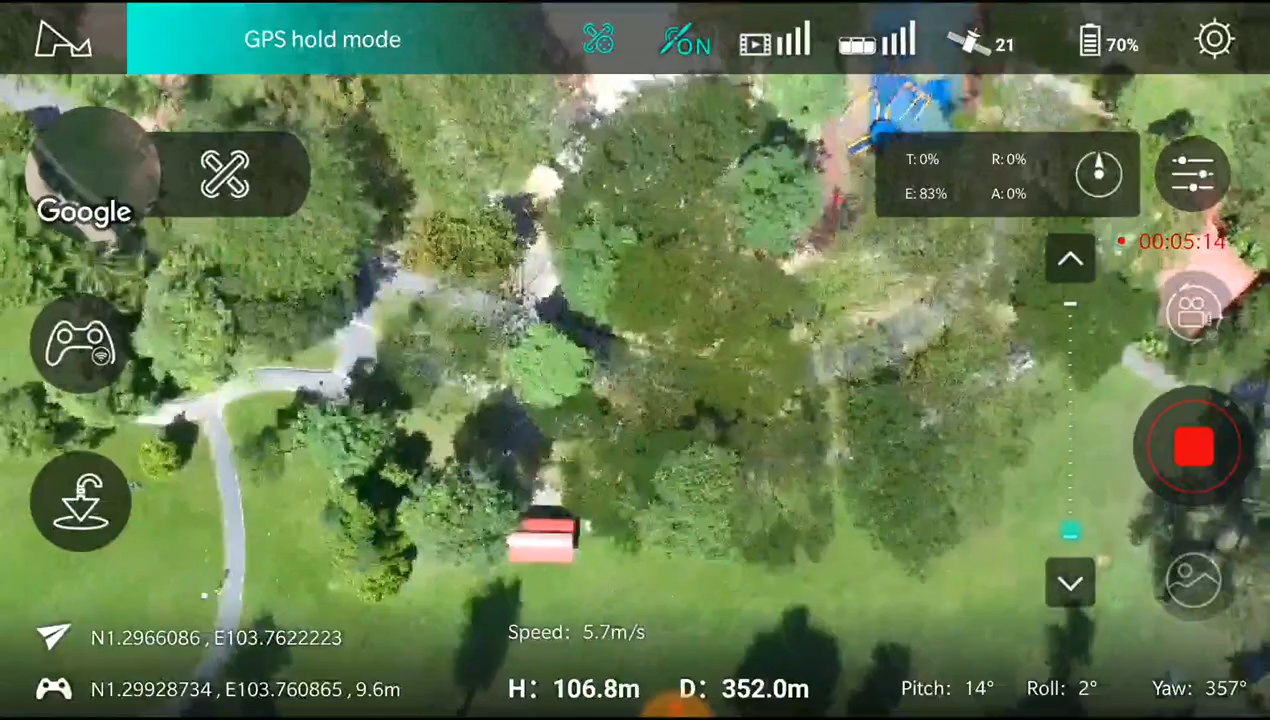 GPS hold mode
ON
21
70%
Google
T: 0%
R: 0%
E: 83%
A: 0%
00:05:14
N1.2966086 , E103.7622223
Speed: 5.7m/s
N1.29928734 , E103.760865 , 9.6m
H: 106.8m
D: 352.0m
Pitch: 14°
Roll: 2°
Yaw: 357°